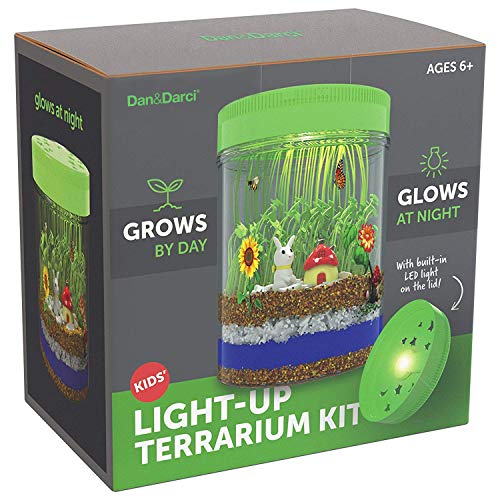 Dan&Darci®
AGES 6+
glows at night
GROWS
BY DAY
GLOWS
AT NIGHT
With built-in
LED light
on the lid!
KIDS'
LIGHT-UP
TERRARIUM KIT